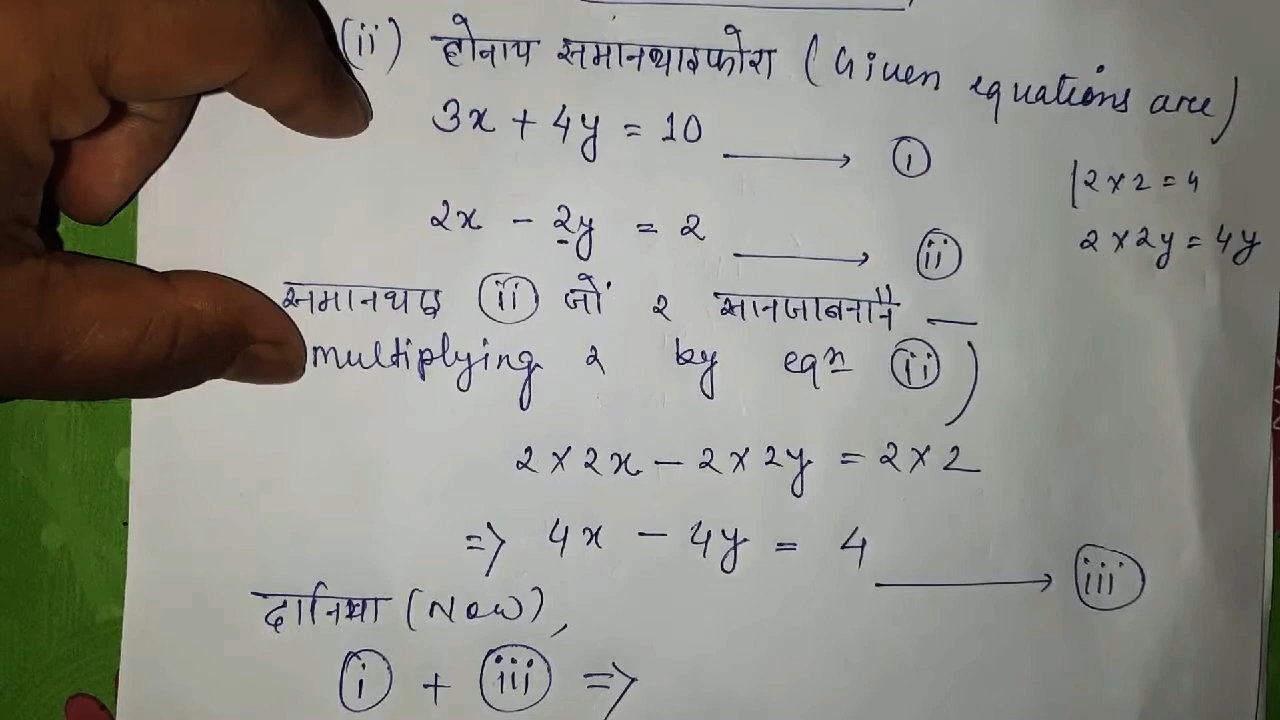 (ii) होनाय समानथाइफोरा (Given equations are)
3x + 4y = 10 ⟶ (i)
2x - 2y = 2 ⟶ (ii)
|2 × 2 = 4
2 × 2y = 4y
समानथाइ (ii) जों 2 सानजाबनानै —
multiplying 2 by eqn (ii))
2 × 2x - 2 × 2y = 2 × 2
=> 4x - 4y = 4 ⟶ (iii)
दानिया (Now),
(i) + (iii) =>